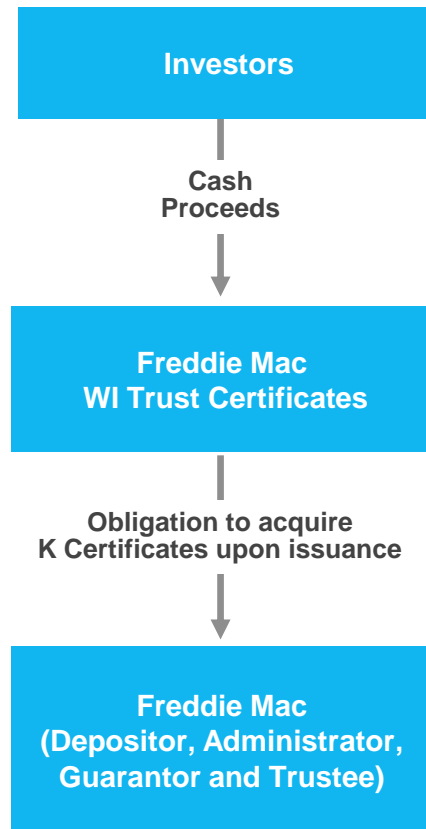 Investors
Cash
Proceeds
Freddie Mac
WI Trust Certificates
Obligation to acquire
K Certificates upon issuance
Freddie Mac
(Depositor, Administrator,
Guarantor and Trustee)